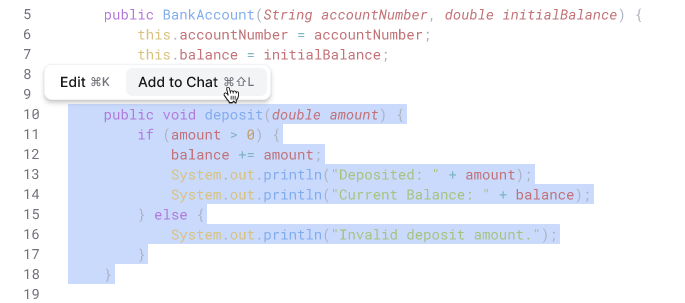 5 public BankAccount(String accountNumber, double initialBalance) {
6 this.accountNumber = accountNumber;
7 this.balance = initialBalance;
8 Edit ⌘K Add to Chat ⌘⇧L
9
10 public void deposit(double amount) {
11 if (amount > 0) {
12 balance += amount;
13 System.out.println("Deposited: " + amount);
14 System.out.println("Current Balance: " + balance);
15 } else {
16 System.out.println("Invalid deposit amount.");
17 }
18 }
19